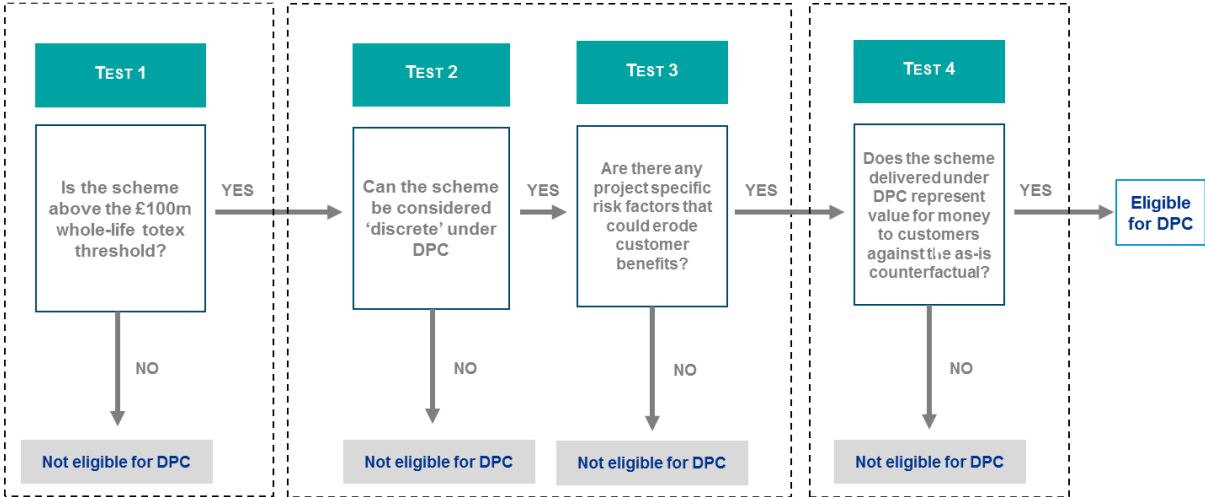 TEST 1
Is the scheme
above the £100m
whole-life totex
threshold?
YES
NO
Not eligible for DPC
TEST 2
Can the scheme
be considered
‘discrete’ under
DPC
YES
NO
Not eligible for DPC
TEST 3
Are there any
project specific
risk factors that
could erode
customer
benefits?
YES
NO
Not eligible for DPC
TEST 4
Does the scheme
delivered under
DPC represent
value for money
to customers
against the as-is
counterfactual?
YES
NO
Not eligible for DPC
Eligible
for DPC